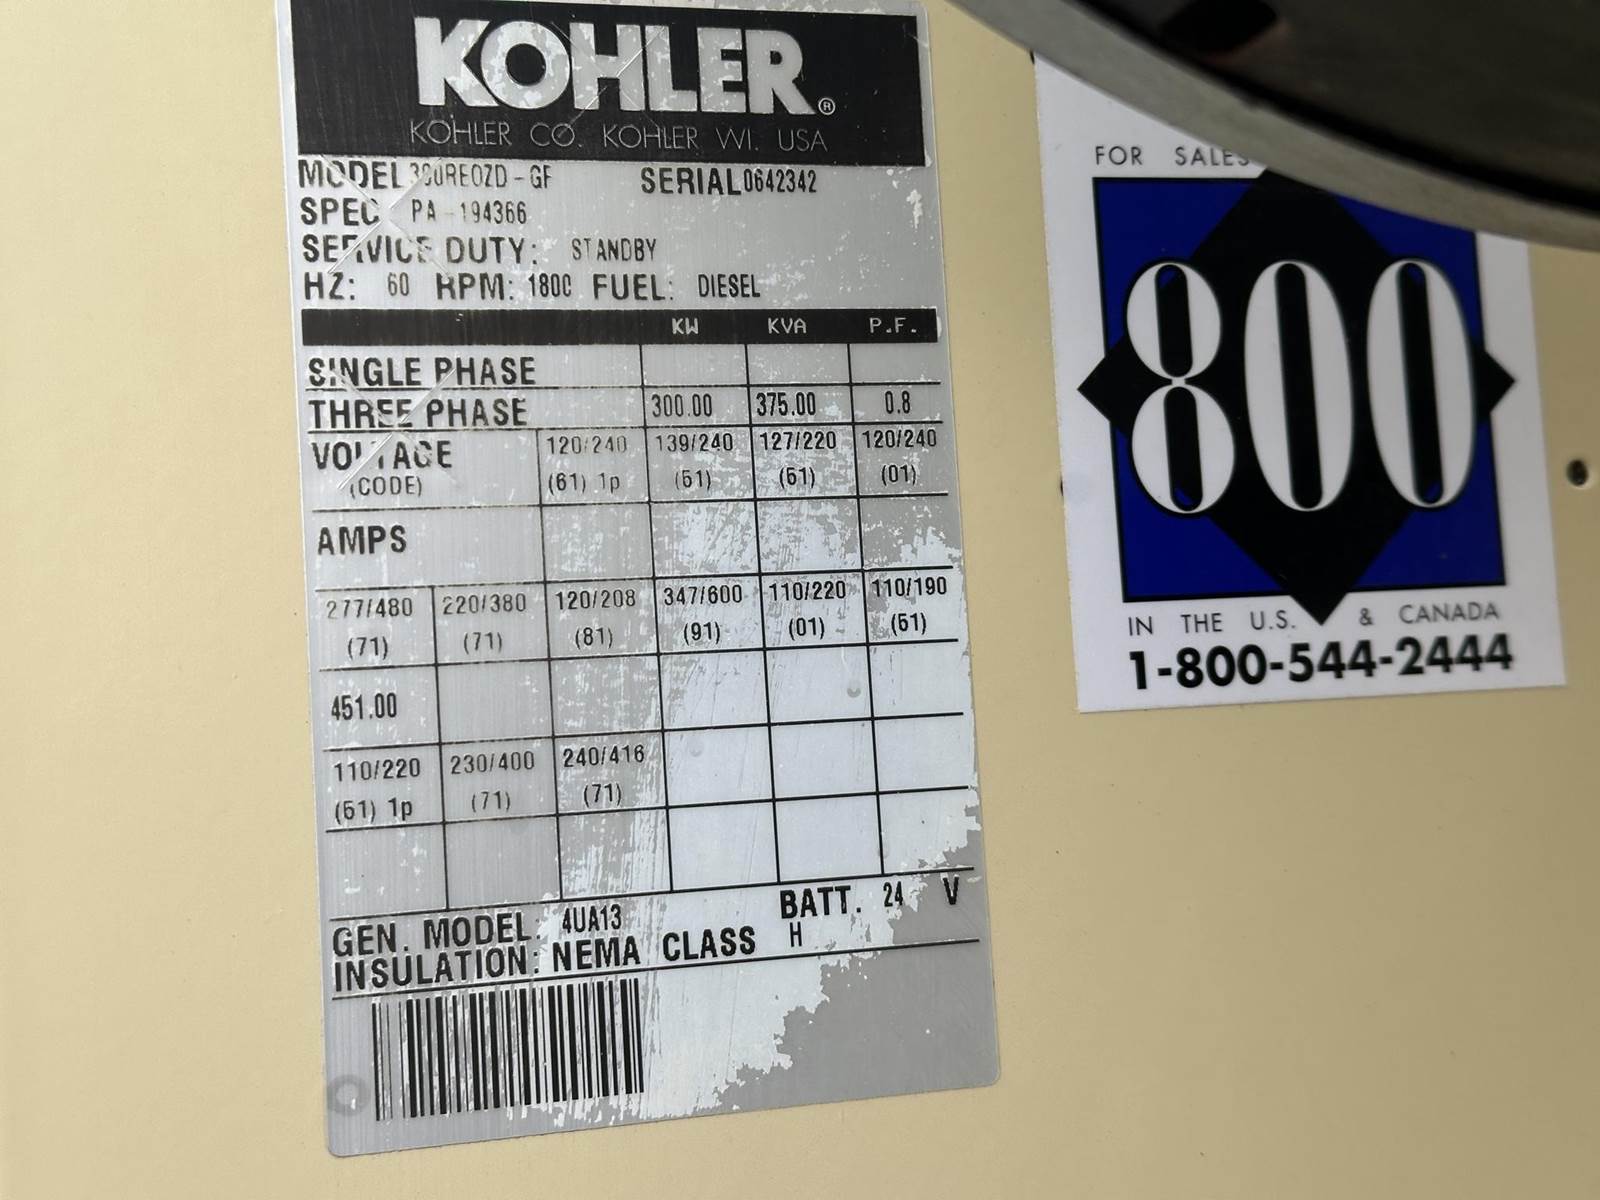 KOHLER®
KOHLER CO. KOHLER WI. USA
MODEL 300REOZD-GF SERIAL 0642342
SPEC PA-194366
SERVICE DUTY: STANDBY
HZ: 60 RPM: 1800 FUEL: DIESEL
KW KVA P.F.
SINGLE PHASE
THREE PHASE 300.00 375.00 0.8
VOLTAGE 120/240 139/240 127/220 120/240
(CODE) (61) 1p (51) (61) (01)
AMPS
277/480 220/380 120/208 347/600 110/220 110/190
(71) (71) (81) (91) (01) (61)
451.00
110/220 230/400 240/416
(61) 1p (71) (71)
GEN. MODEL: 4UA13 BATT. 24 V
INSULATION: NEMA CLASS H
FOR SALES
800
IN THE U.S. & CANADA
1-800-544-2444